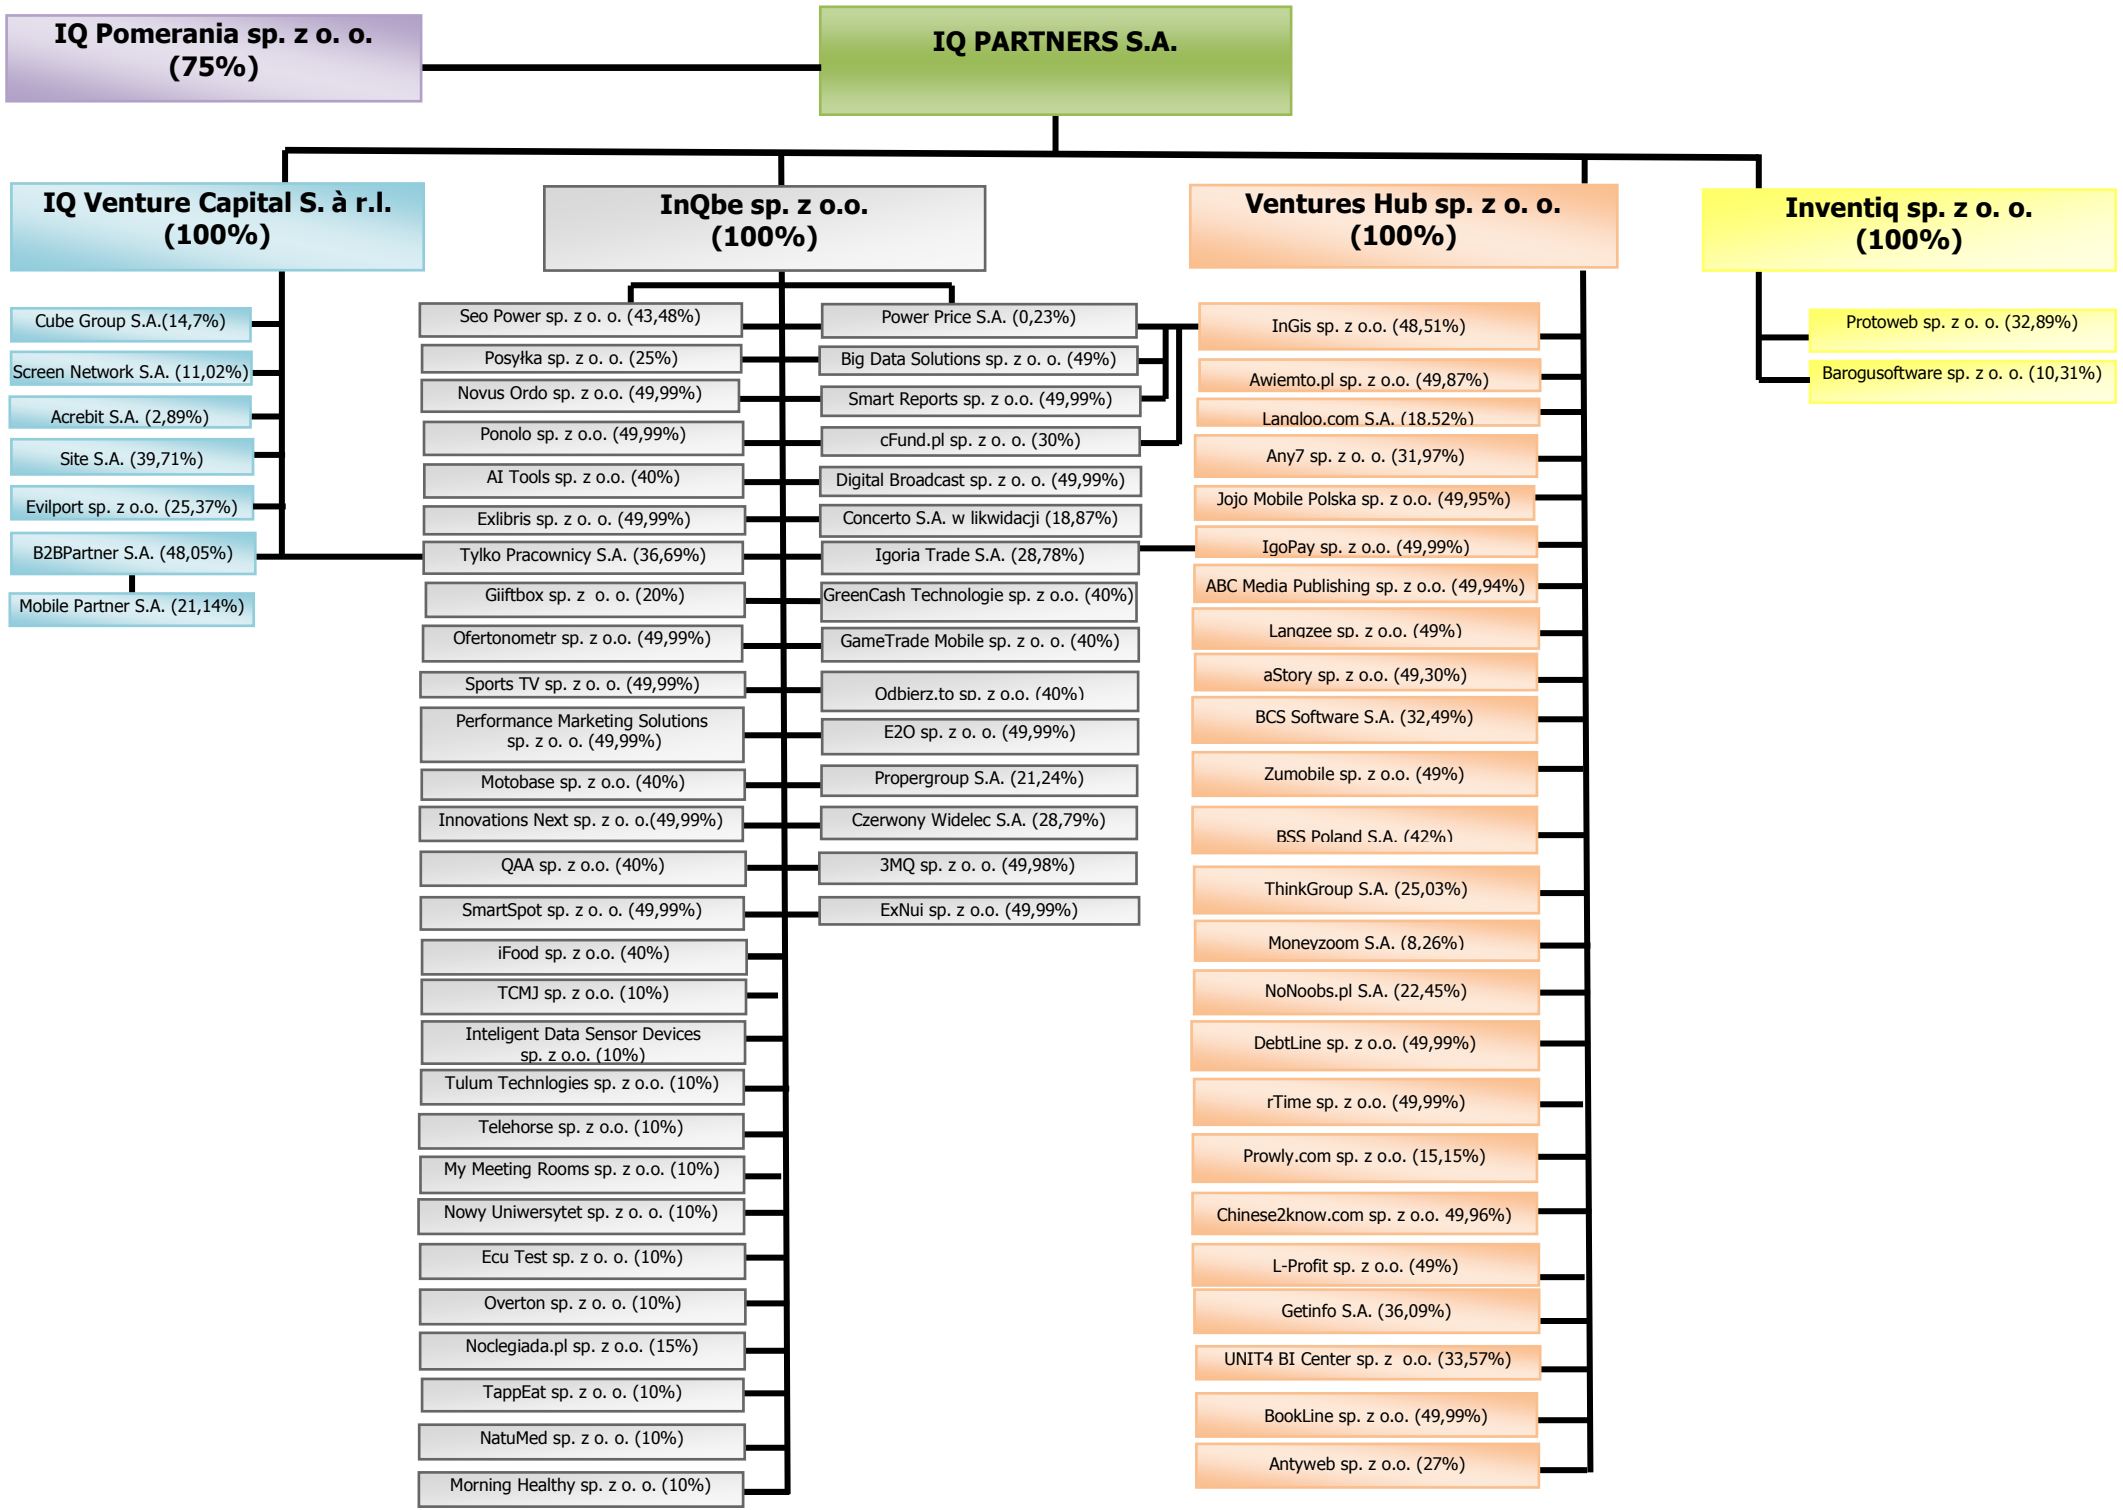 IQ Pomerania sp. z o. o.
(75%)
IQ PARTNERS S.A.
IQ Venture Capital S. à r.l.
(100%)
Cube Group S.A.(14,7%)
Screen Network S.A. (11,02%)
Acrebit S.A. (2,89%)
Site S.A. (39,71%)
Evilport sp. z o.o. (25,37%)
B2BPartner S.A. (48,05%)
Mobile Partner S.A. (21,14%)
InQbe sp. z o.o.
(100%)
Seo Power sp. z o. o. (43,48%)
Posyłka sp. z o. o. (25%)
Novus Ordo sp. z o.o. (49,99%)
Ponolo sp. z o.o. (49,99%)
AI Tools sp. z o.o. (40%)
Exlibris sp. z o. o. (49,99%)
Tylko Pracownicy S.A. (36,69%)
Giiftbox sp. z  o. o. (20%)
Ofertonometr sp. z o.o. (49,99%)
Sports TV sp. z o. o. (49,99%)
Performance Marketing Solutions
sp. z o. o. (49,99%)
Motobase sp. z o.o. (40%)
Innovations Next sp. z o. o.(49,99%)
QAA sp. z o.o. (40%)
SmartSpot sp. z o. o. (49,99%)
iFood sp. z o.o. (40%)
TCMJ sp. z o.o. (10%)
Inteligent Data Sensor Devices
sp. z o.o. (10%)
Tulum Technlogies sp. z o.o. (10%)
Telehorse sp. z o.o. (10%)
My Meeting Rooms sp. z o.o. (10%)
Nowy Uniwersytet sp. z o. o. (10%)
Ecu Test sp. z o. o. (10%)
Overton sp. z o. o. (10%)
Noclegiada.pl sp. z o.o. (15%)
TappEat sp. z o. o. (10%)
NatuMed sp. z o. o. (10%)
Morning Healthy sp. z o. o. (10%)
Power Price S.A. (0,23%)
Big Data Solutions sp. z o. o. (49%)
Smart Reports sp. z o.o. (49,99%)
cFund.pl sp. z o. o. (30%)
Digital Broadcast sp. z o. o. (49,99%)
Concerto S.A. w likwidacji (18,87%)
Igoria Trade S.A. (28,78%)
GreenCash Technologie sp. z o.o. (40%)
GameTrade Mobile sp. z o. o. (40%)
Odbierz.to sp. z o.o. (40%)
E2O sp. z o. o. (49,99%)
Propergroup S.A. (21,24%)
Czerwony Widelec S.A. (28,79%)
3MQ sp. z o. o. (49,98%)
ExNui sp. z o.o. (49,99%)
Ventures Hub sp. z o. o.
(100%)
InGis sp. z o.o. (48,51%)
Awiemto.pl sp. z o.o. (49,87%)
Langloo.com S.A. (18,52%)
Any7 sp. z o. o. (31,97%)
Jojo Mobile Polska sp. z o.o. (49,95%)
IgoPay sp. z o.o. (49,99%)
ABC Media Publishing sp. z o.o. (49,94%)
Langzee sp. z o.o. (49%)
aStory sp. z o.o. (49,30%)
BCS Software S.A. (32,49%)
Zumobile sp. z o.o. (49%)
BSS Poland S.A. (42%)
ThinkGroup S.A. (25,03%)
Moneyzoom S.A. (8,26%)
NoNoobs.pl S.A. (22,45%)
DebtLine sp. z o.o. (49,99%)
rTime sp. z o.o. (49,99%)
Prowly.com sp. z o.o. (15,15%)
Chinese2know.com sp. z o.o. 49,96%)
L-Profit sp. z o.o. (49%)
Getinfo S.A. (36,09%)
UNIT4 BI Center sp. z  o.o. (33,57%)
BookLine sp. z o.o. (49,99%)
Antyweb sp. z o.o. (27%)
Inventiq sp. z o. o.
(100%)
Protoweb sp. z o. o. (32,89%)
Barogusoftware sp. z o. o. (10,31%)